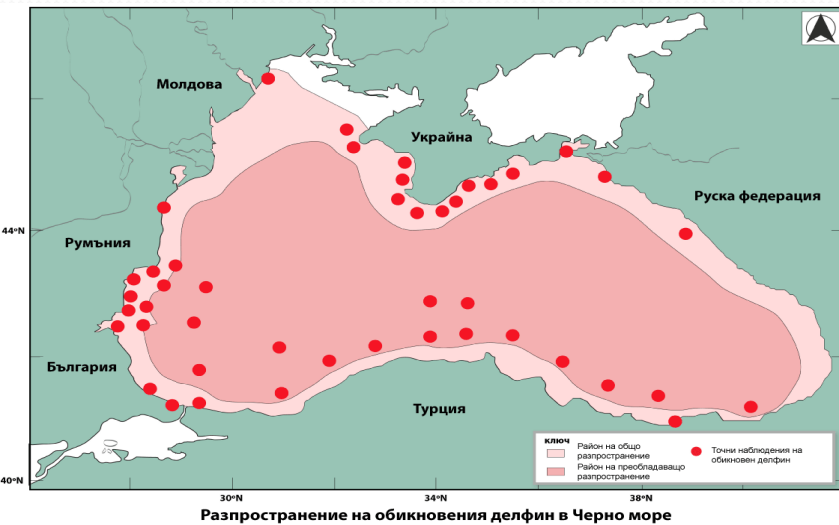 Молдова
Украйна
Руска федерация
44°N
Румъния
България
Турция
ключ
Район на общо
разпространение
Район на преобладаващо
разпространение
Точни наблюдения на
обикновен делфин
40°N
30°N
34°N
38°N
Разпространение на обикновения делфин в Черно море